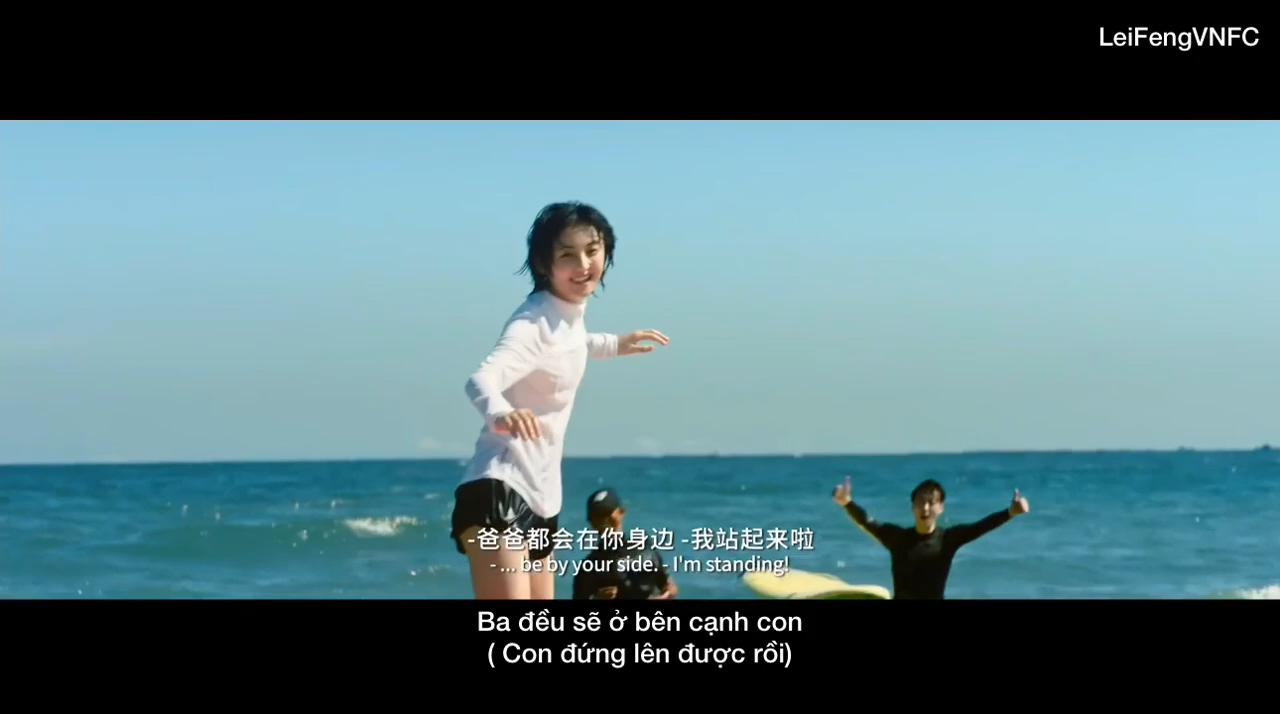 LeiFengVNFC
-爸爸都会在你身边 -我站起来啦
- ... be by your side. - I'm standing!
Ba đều sẽ ở bên cạnh con
( Con đứng lên được rồi)